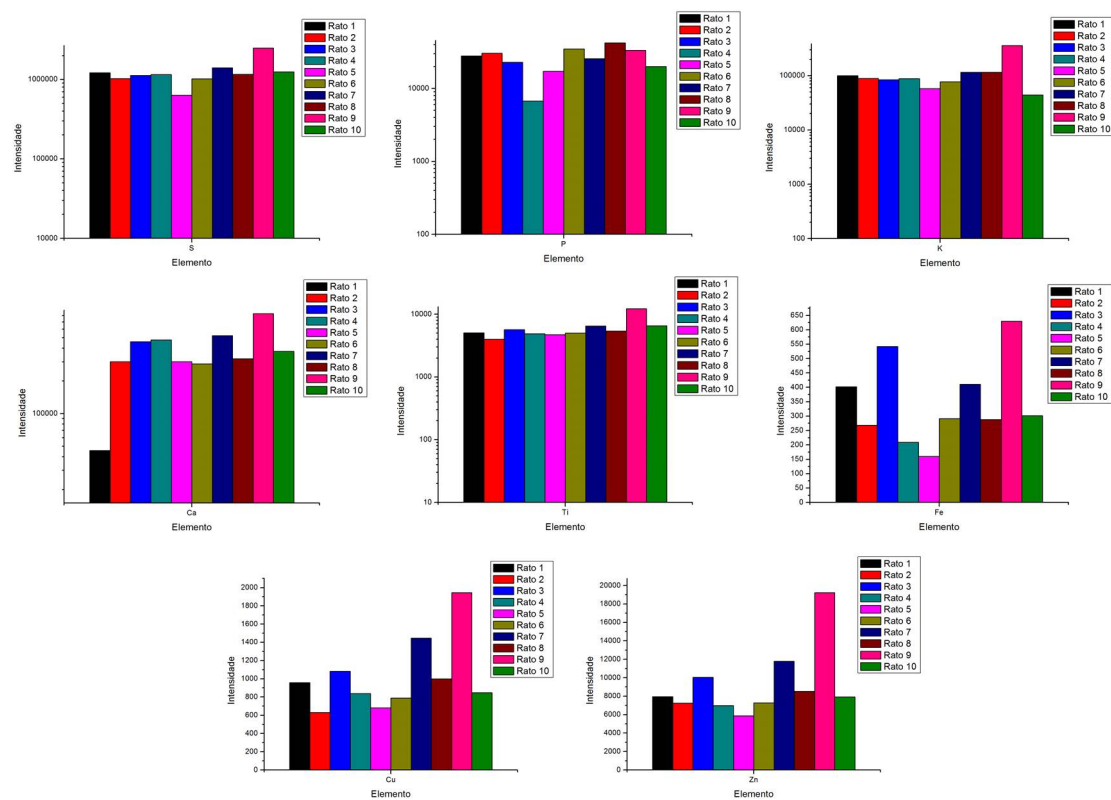 Rato 1
Rato 2
Rato 3
Rato 4
Rato 5
Rato 6
Rato 7
Rato 8
Rato 9
Rato 10
Intensidade
1000000
100000
10000
S
Elemento
Rato 1
Rato 2
Rato 3
Rato 4
Rato 5
Rato 6
Rato 7
Rato 8
Rato 9
Rato 10
Intensidade
10000
1000
100
P
Elemento
Rato 1
Rato 2
Rato 3
Rato 4
Rato 5
Rato 6
Rato 7
Rato 8
Rato 9
Rato 10
Intensidade
100000
10000
1000
100
K
Elemento
Rato 1
Rato 2
Rato 3
Rato 4
Rato 5
Rato 6
Rato 7
Rato 8
Rato 9
Rato 10
Intensidade
100000
Ca
Elemento
Rato 1
Rato 2
Rato 3
Rato 4
Rato 5
Rato 6
Rato 7
Rato 8
Rato 9
Rato 10
Intensidade
10000
1000
100
10
Ti
Elemento
Rato 1
Rato 2
Rato 3
Rato 4
Rato 5
Rato 6
Rato 7
Rato 8
Rato 9
Rato 10
Intensidade
650
600
550
500
450
400
350
300
250
200
150
100
50
0
Fe
Elemento
Rato 1
Rato 2
Rato 3
Rato 4
Rato 5
Rato 6
Rato 7
Rato 8
Rato 9
Rato 10
Intensidade
2000
1800
1600
1400
1200
1000
800
600
400
200
0
Cu
Elemento
Rato 1
Rato 2
Rato 3
Rato 4
Rato 5
Rato 6
Rato 7
Rato 8
Rato 9
Rato 10
Intensidade
20000
18000
16000
14000
12000
10000
8000
6000
4000
2000
0
Zn
Elemento